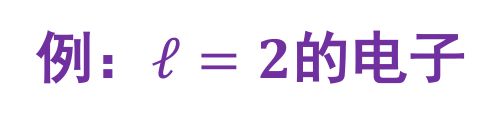 例：ℓ = 2的电子